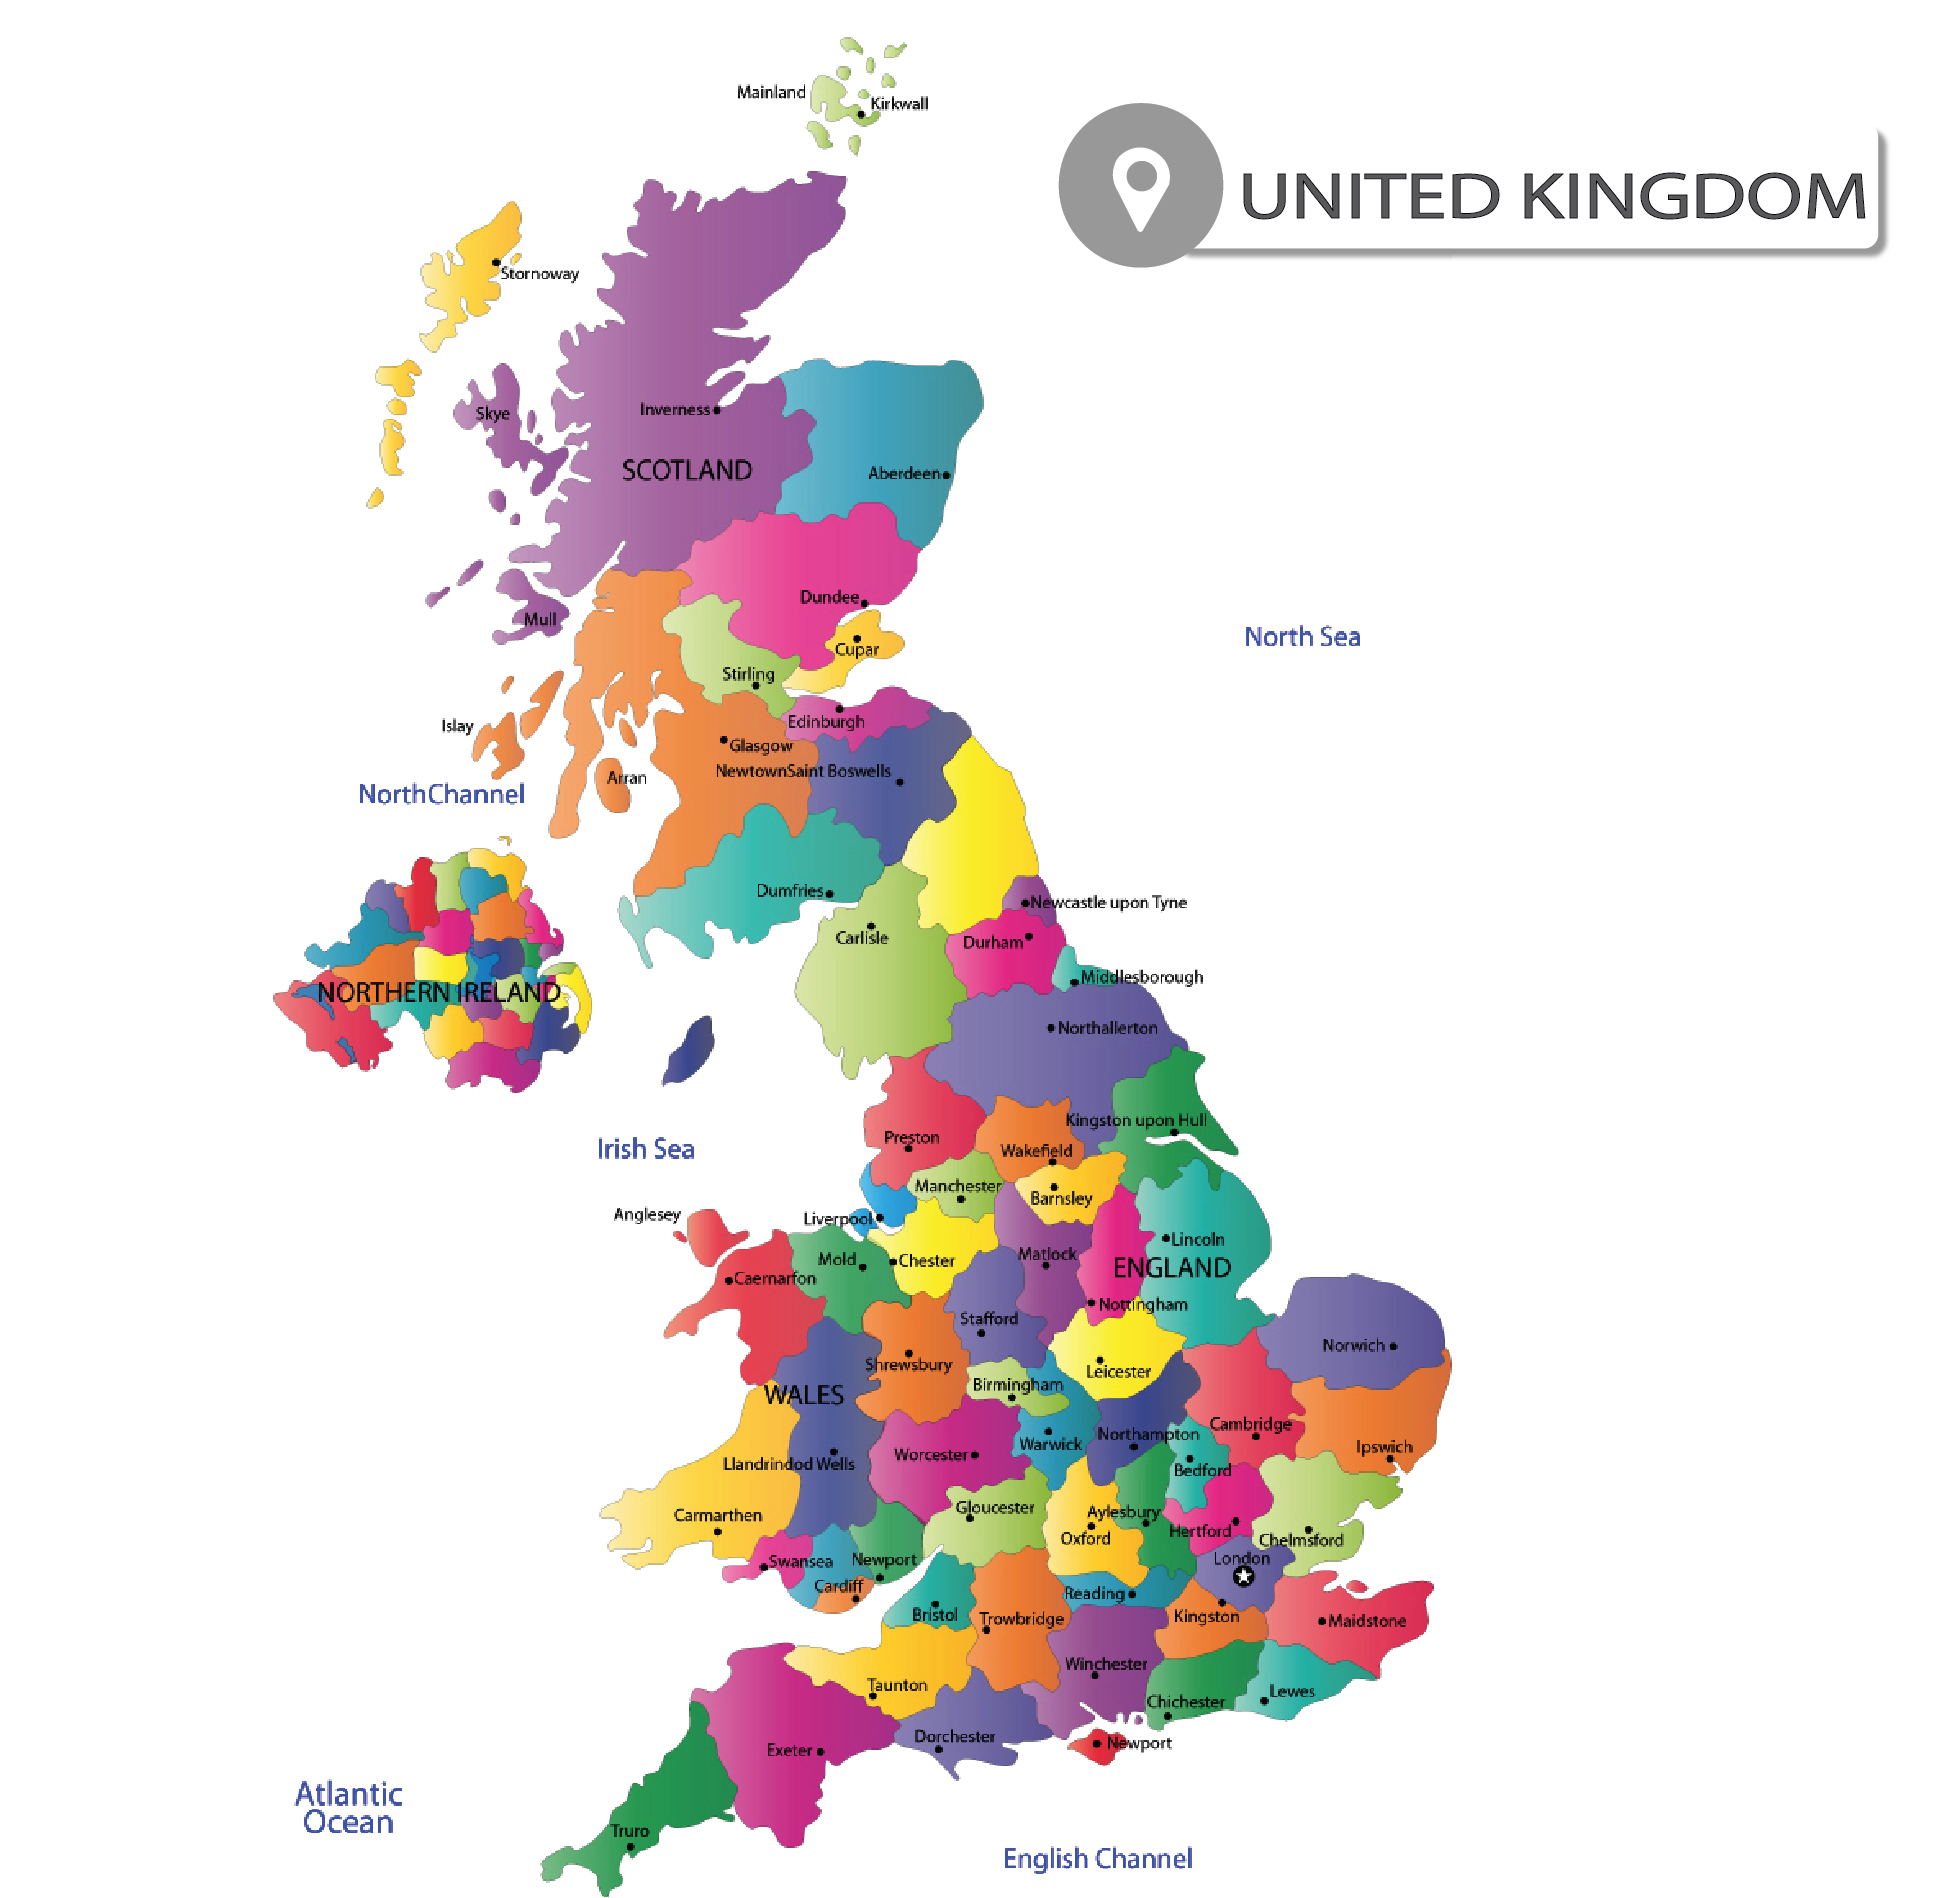 Mainland
Kirkwall
UNITED KINGDOM
Stornoway
Skye
Inverness
SCOTLAND
Aberdeen
Dundee
Mull
Cupar
North Sea
Stirling
Islay
Edinburgh
Glasgow
NewtownSaint Boswells
Arran
NorthChannel
Dumfries
Newcastle upon Tyne
Carlisle
Durham
Middlesborough
NORTHERN IRELAND
Northallerton
Kingston upon Hull
Preston
Irish Sea
Wakefield
Manchester
Barnsley
Anglesey
Liverpool
Lincoln
Mold
Chester
Matlock
ENGLAND
Caernarfon
Nottingham
Stafford
Norwich
Shrewsbury
Leicester
Birmingham
WALES
Cambridge
Northampton
Warwick
Ipswich
Worcester
Llandrindod Wells
Bedford
Gloucester
Carmarthen
Aylesbury
Oxford
Hertford
Chelmsford
Swansea
Newport
London
Cardiff
Reading
Bristol
Trowbridge
Kingston
Maidstone
Winchester
Taunton
Chichester
Lewes
Dorchester
Newport
Exeter
Atlantic
Ocean
Truro
English Channel